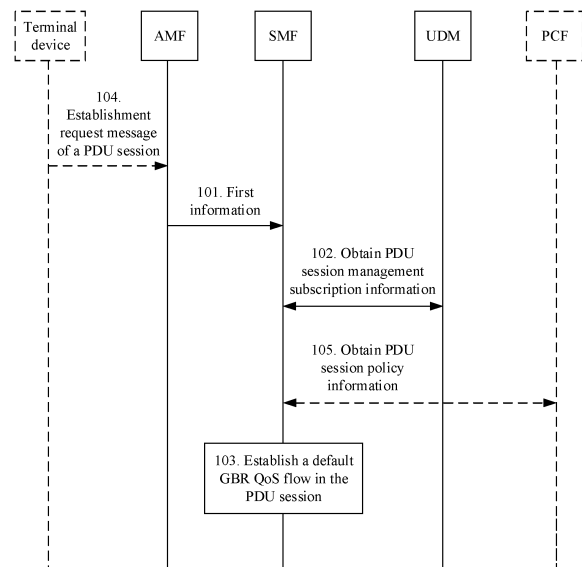 Terminal
device
AMF
SMF
UDM
PCF
104.
Establishment
request message
of a PDU session
101. First
information
102. Obtain PDU
session management
subscription information
105. Obtain PDU
session policy
information
103. Establish a default
GBR QoS flow in the
PDU session